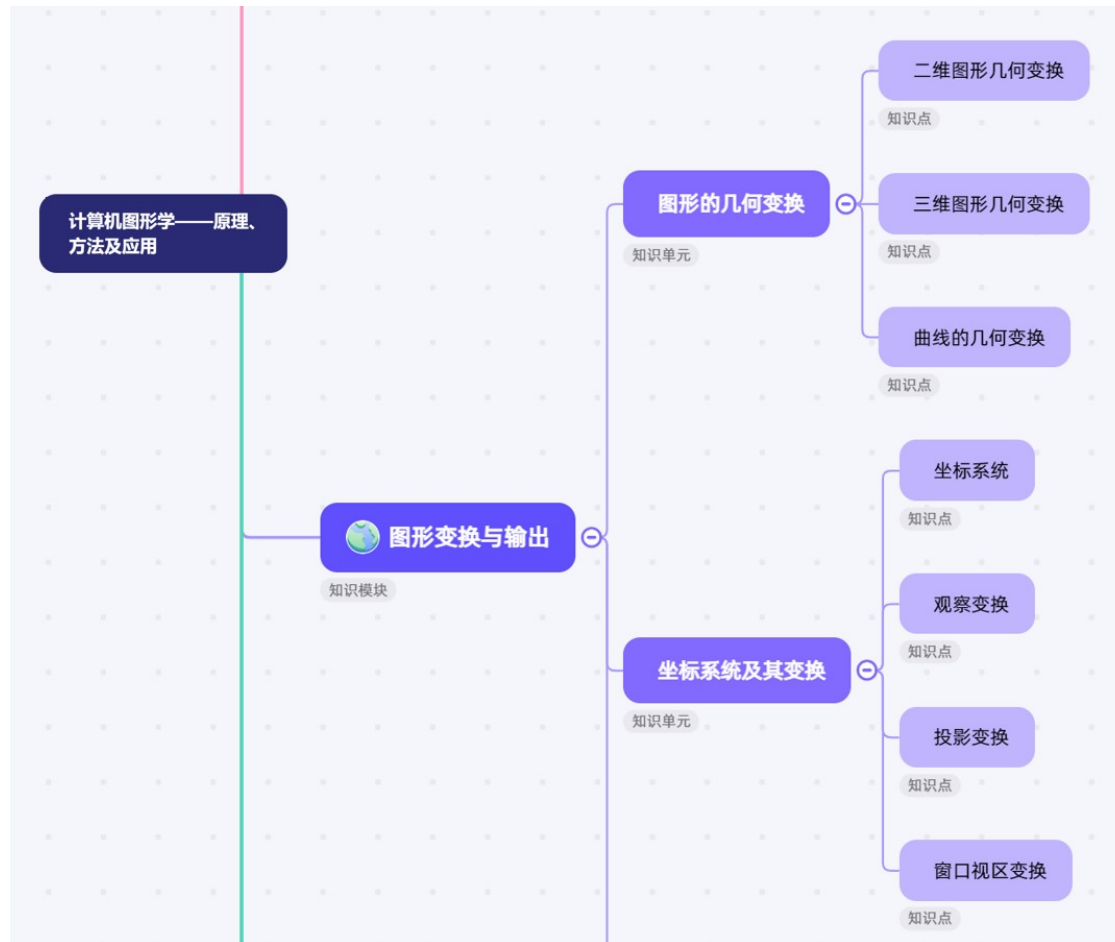 二维图形几何变换
知识点
计算机图形学——原理、
方法及应用
图形的几何变换
知识单元
三维图形几何变换
知识点
曲线的几何变换
知识点
图形变换与输出
知识模块
坐标系统及其变换
知识单元
坐标系统
知识点
观察变换
知识点
投影变换
知识点
窗口视区变换
知识点